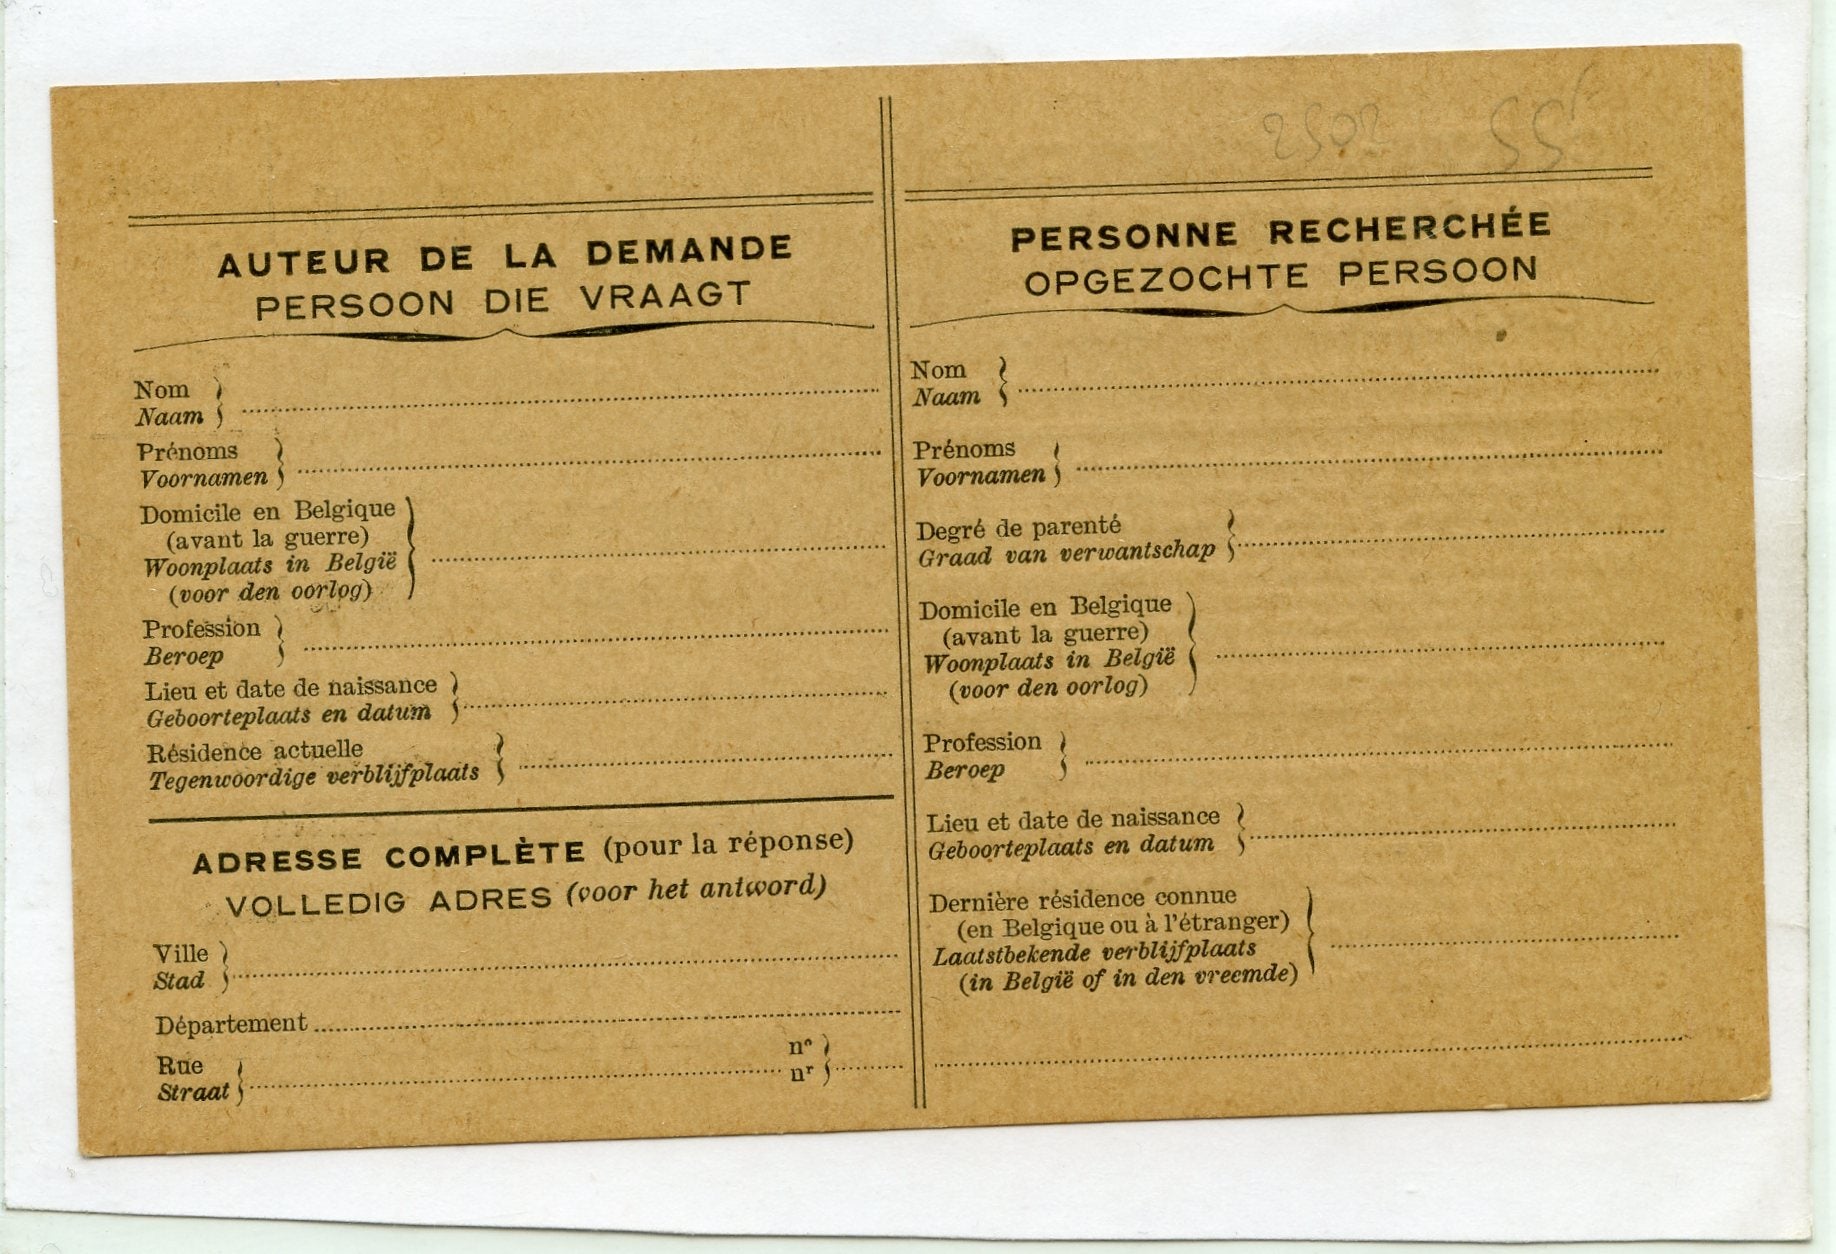 AUTEUR DE LA DEMANDE
PERSOON DIE VRAAGT
Nom
Naam
Prénoms
Voornamen
Domicile en Belgique
(avant la guerre)
Woonplaats in België
(voor den oorlog)
Profession
Beroep
Lieu et date de naissance
Geboorteplaats en datum
Résidence actuelle
Tegenwoordige verblijfplaats
ADRESSE COMPLÈTE (pour la réponse)
VOLLEDIG ADRES (voor het antword)
Ville
Stad
Département
Rue nº
Straat nr
2502 55F
PERSONNE RECHERCHÉE
OPGEZOCHTE PERSOON
Nom
Naam
Prénoms
Voornamen
Degré de parenté
Graad van verwantschap
Domicile en Belgique
(avant la guerre)
Woonplaats in België
(voor den oorlog)
Profession
Beroep
Lieu et date de naissance
Geboorteplaats en datum
Dernière résidence connue
(en Belgique ou à l'étranger)
Laatstbekende verblijfplaats
(in België of in den vreemde)